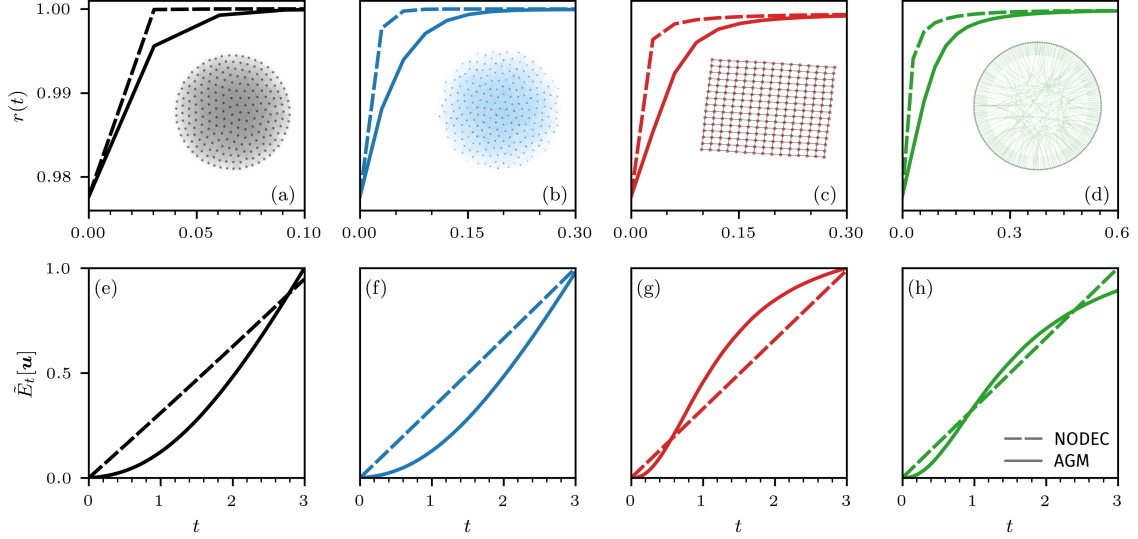 1.00
0.99
0.98
r(t)
(a)
(b)
(c)
(d)
0.00 0.05 0.10
0.00 0.15 0.30
0.00 0.15 0.30
0.0 0.3 0.6
1.0
0.5
0.0
Ẽ_t[u]
(e)
(f)
(g)
(h)
NODEC
AGM
0 1 2 3
0 1 2 3
0 1 2 3
0 1 2 3
t
t
t
t